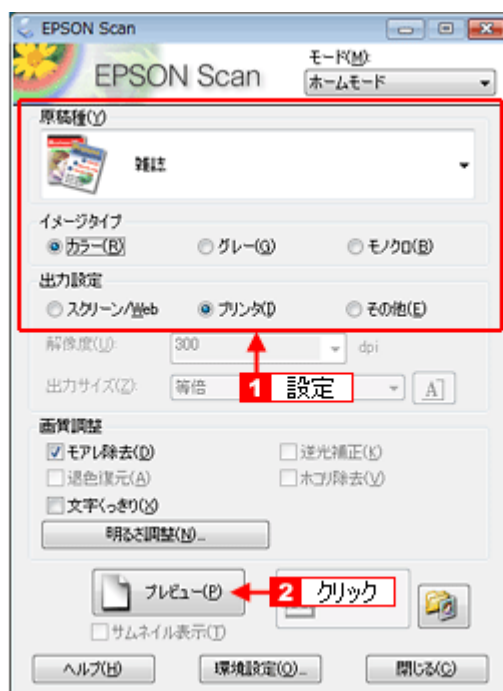 EPSON Scan
EPSON Scan
モード(M):
ホームモード
原稿種(Y)
雑誌
イメージタイプ
カラー(R)
グレー(G)
モノクロ(B)
出力設定
スクリーン/Web
プリンタ(I)
その他(E)
解像度(U):
300
dpi
出力サイズ(Z):
等倍
1 設定
A
画質調整
モアレ除去(D)
逆光補正(K)
退色復元(A)
ホコリ除去(V)
文字くっきり(X)
明るさ調整(N)...
プレビュー(P)
2 クリック
サムネイル表示(T)
ヘルプ(H)
環境設定(O)...
閉じる(C)